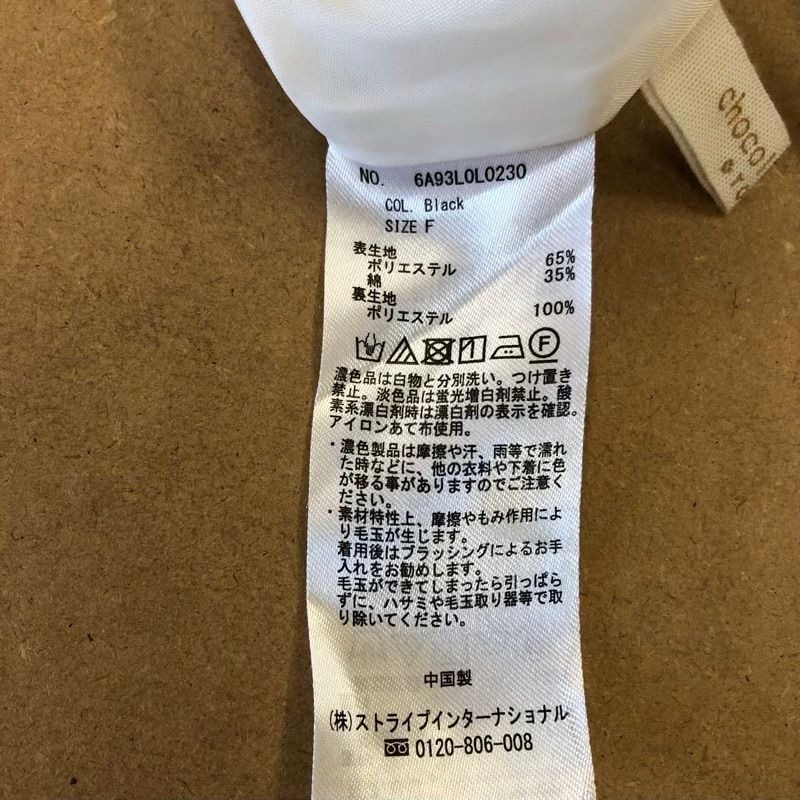 choco
NO. 6A93L0L0230
COL. Black
SIZE F
表生地
ポリエステル 65%
綿 35%
裏生地
ポリエステル 100%
F
濃色品は白物と分別洗い。つけ置き
禁止。淡色品は蛍光増白剤禁止。酸
素系漂白剤時は漂白剤の表示を確認。
アイロンあて布使用。
・濃色製品は摩擦や汗、雨等で濡れ
た時などに、他の衣料や下着に色
が移る事がありますのでご注意く
ださい。
・素材特性上、摩擦やもみ作用によ
り毛玉が生じます。
着用後はブラッシングによるお手
入れをお勧めします。
毛玉ができてしまったら引っぱら
ずに、ハサミや毛玉取り器等で取
り除いてください。
中国製
(株)ストライプインターナショナル
0120-806-008